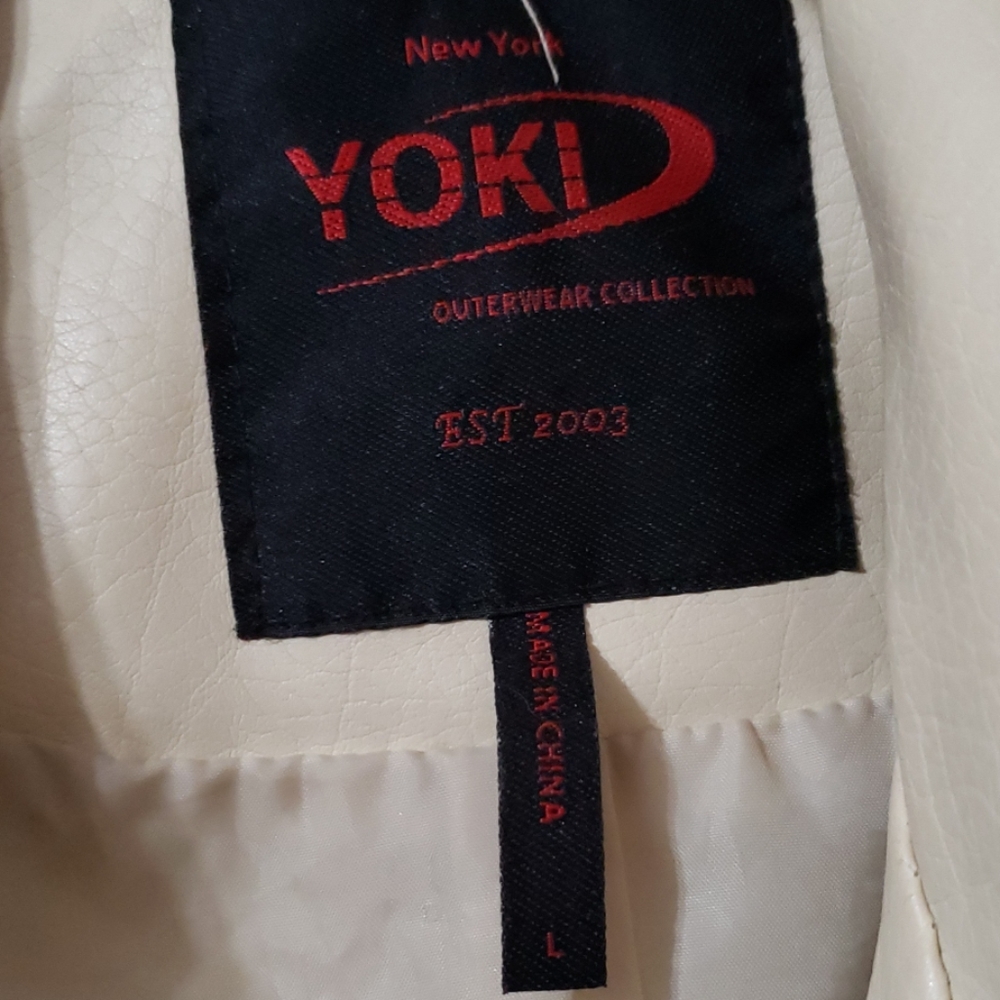 New York
YOKI
OUTERWEAR COLLECTION
EST 2003
MADE IN CHINA
L